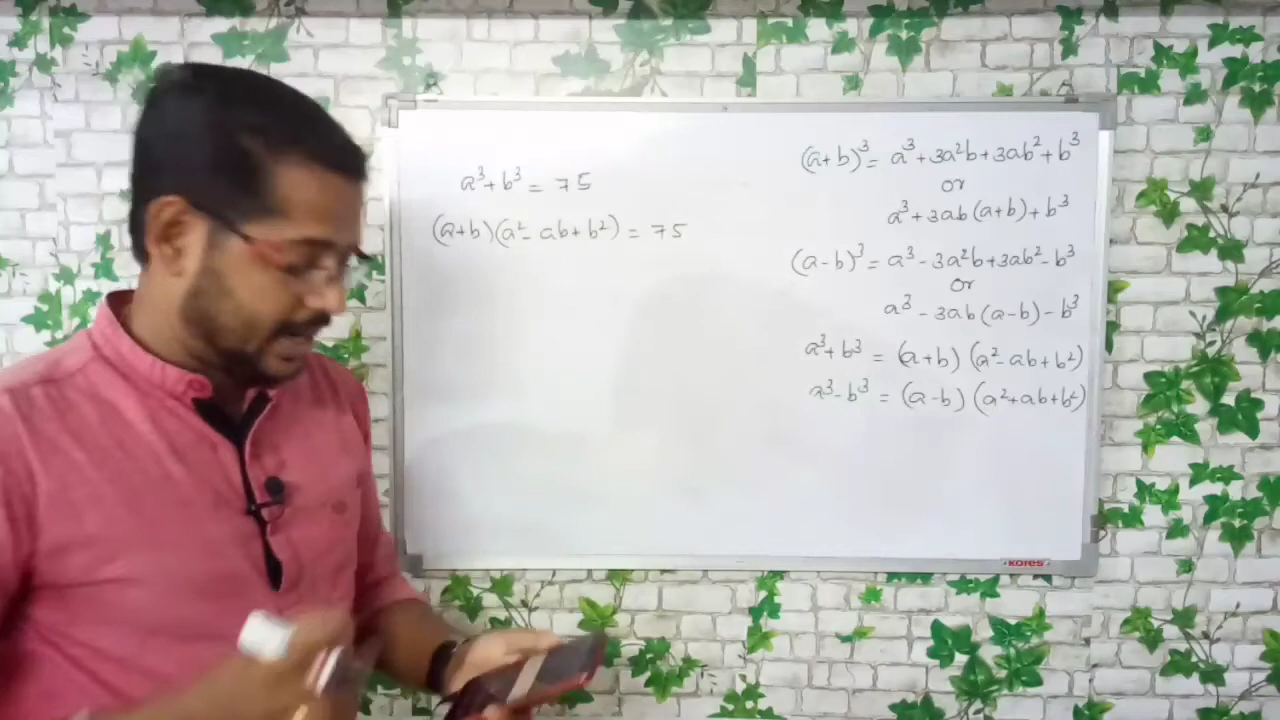 a³+b³ = 75
(a+b)(a²- ab+b²) = 75
(a+b)³ = a³+3a²b+3ab²+b³
or
a³+3ab(a+b)+b³
(a-b)³ = a³-3a²b+3ab²-b³
or
a³-3ab(a-b)-b³
a³+b³ = (a+b) (a²-ab+b²)
a³-b³ = (a-b) (a²+ab+b²)
KORES